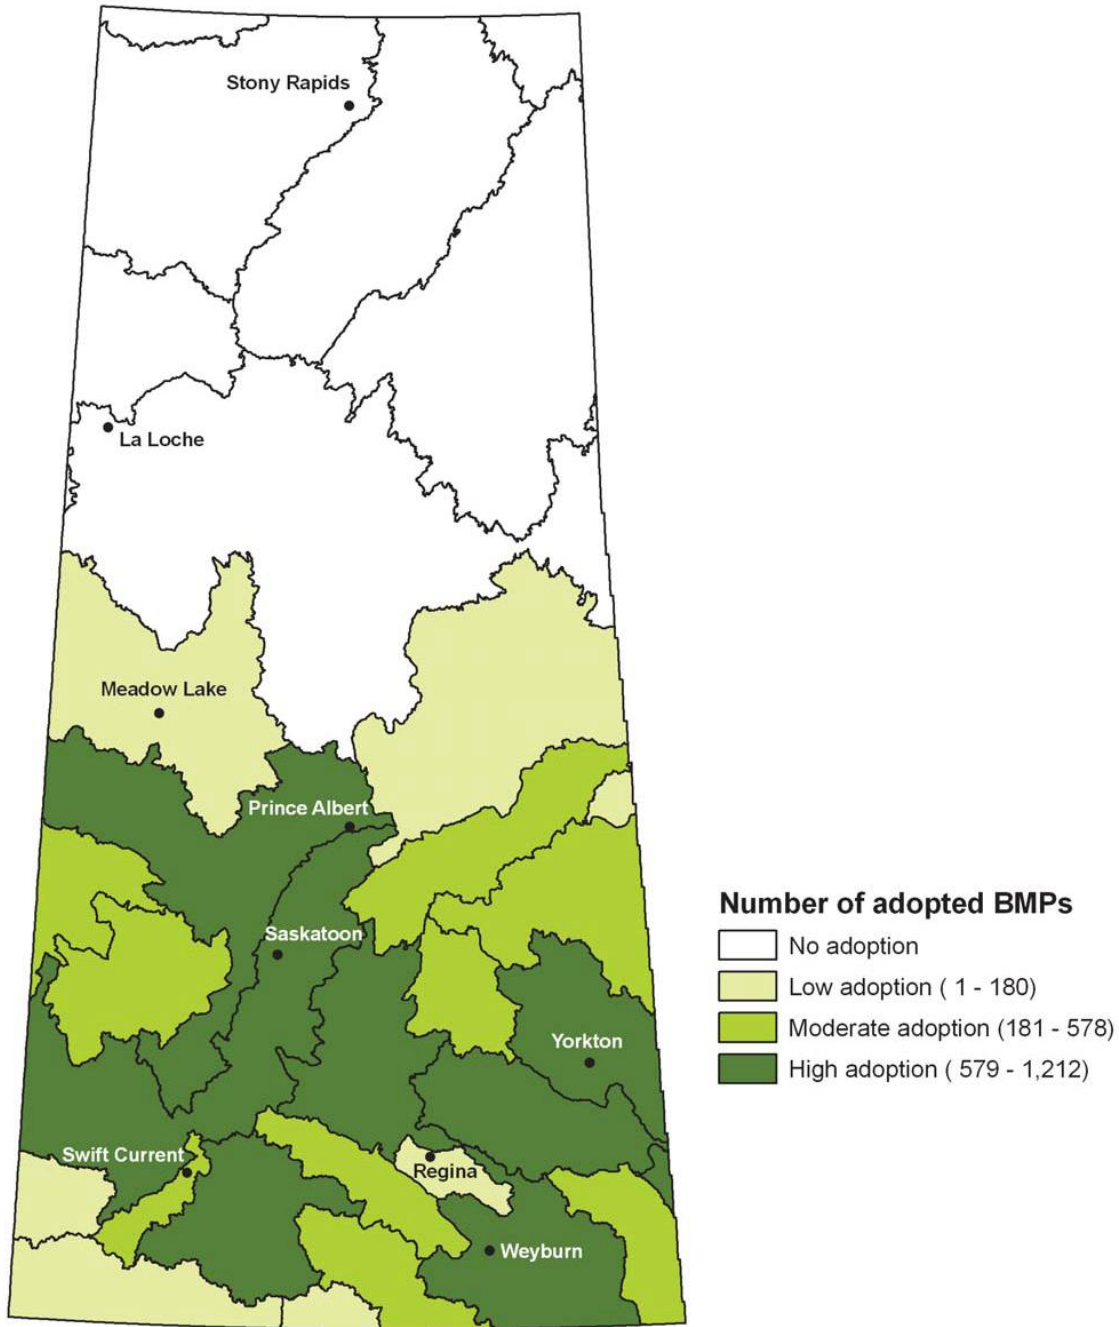 Stony Rapids
La Loche
Meadow Lake
Prince Albert
Saskatoon
Yorkton
Swift Current
Regina
Weyburn
Number of adopted BMPs
No adoption
Low adoption ( 1 - 180)
Moderate adoption (181 - 578)
High adoption ( 579 - 1,212)